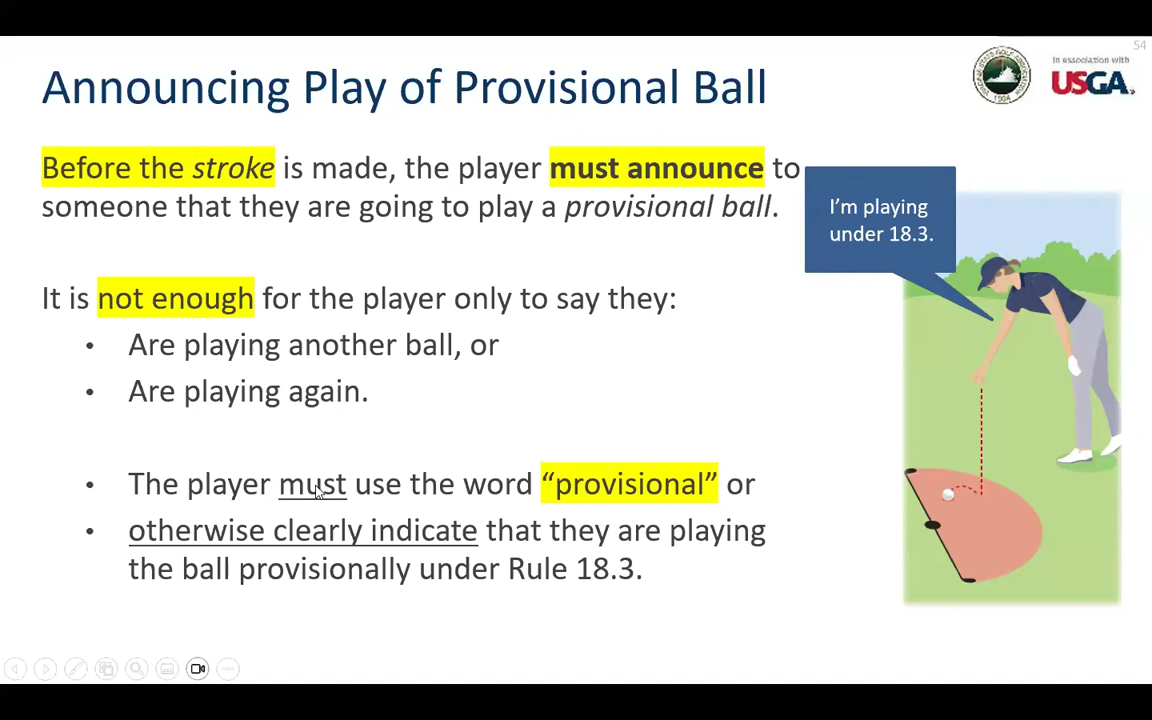 54
Announcing Play of Provisional Ball
In association with
USGA
Before the stroke is made, the player must announce to
someone that they are going to play a provisional ball.
I'm playing
under 18.3.
It is not enough for the player only to say they:
• Are playing another ball, or
• Are playing again.
• The player must use the word “provisional” or
• otherwise clearly indicate that they are playing
the ball provisionally under Rule 18.3.